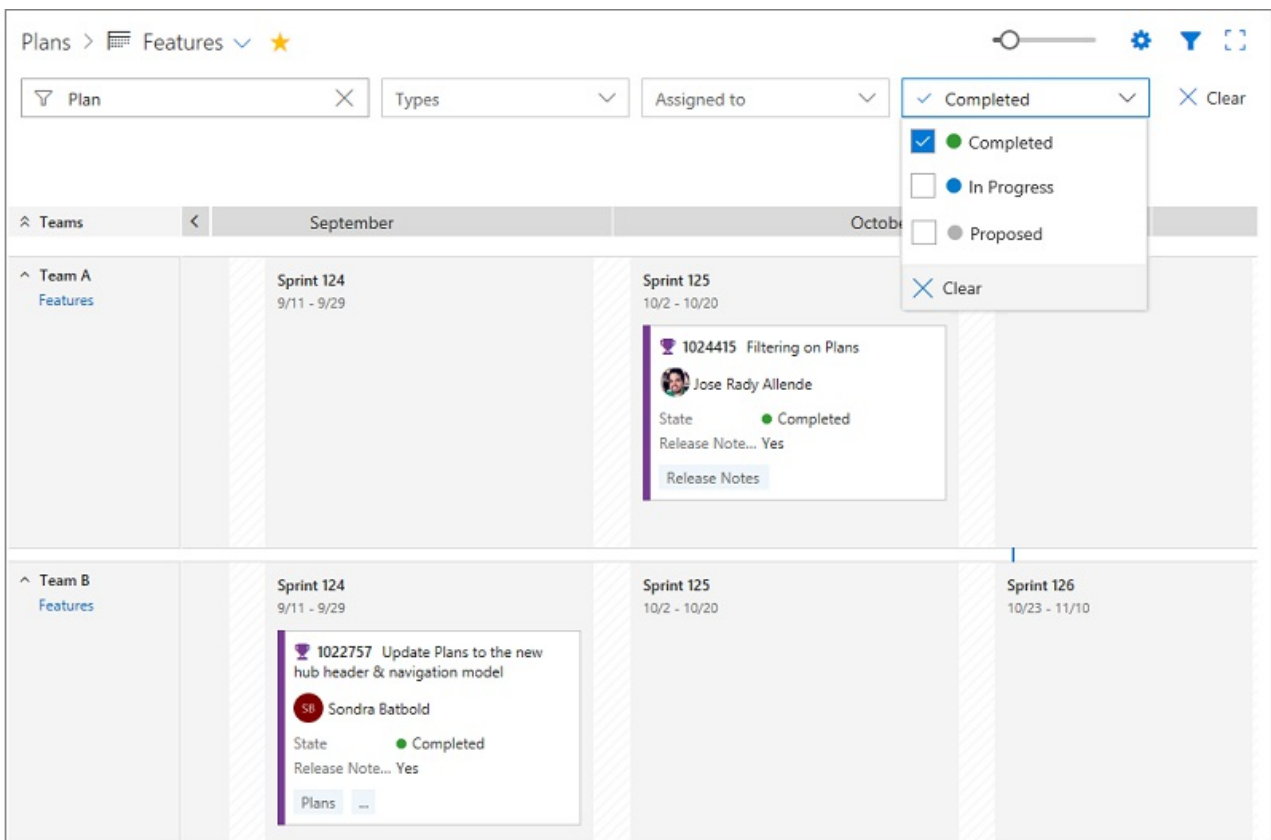 Plans > Features
Plan
Types
Assigned to
Completed
Clear
Completed
In Progress
Proposed
Clear
Teams
September
Octobe
Team A
Features
Sprint 124
9/11 - 9/29
Sprint 125
10/2 - 10/20
1024415 Filtering on Plans
Jose Rady Allende
State Completed
Release Note... Yes
Release Notes
Team B
Features
Sprint 124
9/11 - 9/29
Sprint 125
10/2 - 10/20
Sprint 126
10/23 - 11/10
1022757 Update Plans to the new
hub header & navigation model
SB Sondra Batbold
State Completed
Release Note... Yes
Plans ...